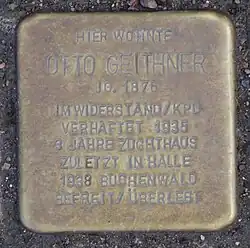 HIER WOHNTE
OTTO GEITHNER
JG. 1876
IM WIDERSTAND/KPD
VERHAFTET 1935
3 JAHRE ZUCHTHAUS
ZULETZT IN HALLE
1938 BUCHENWALD
BEFREIT/ÜBERLEBT